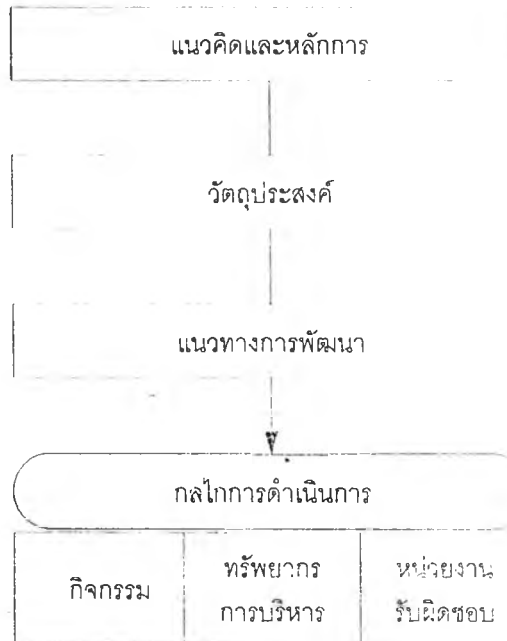 แนวคิดและหลักการ
วัตถุประสงค์
แนวทางการพัฒนา
กลไกการดำเนินการ
กิจกรรม
ทรัพยากร
การบริหาร
หน่วยงาน
รับผิดชอบ